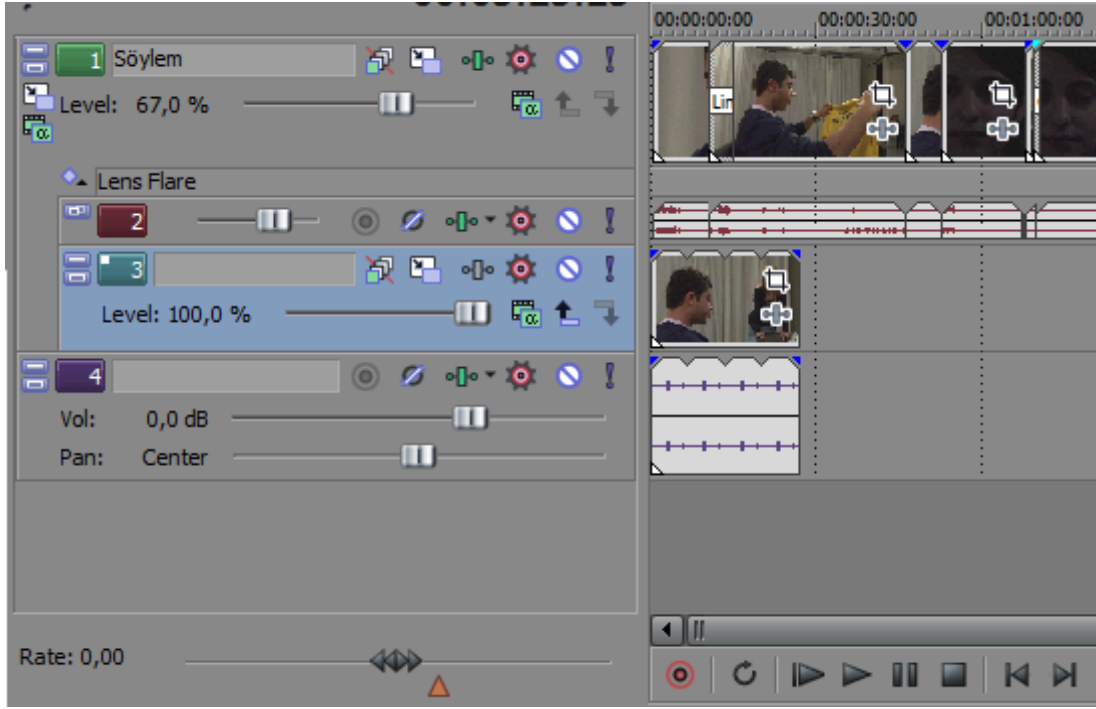 00:00:00:00 00:00:30:00 00:01:00:00
1 Söylem
Level: 67,0 %
α
α
Lens Flare
2
3
Level: 100,0 %
α
4
Vol: 0,0 dB
Pan: Center
Rate: 0,00